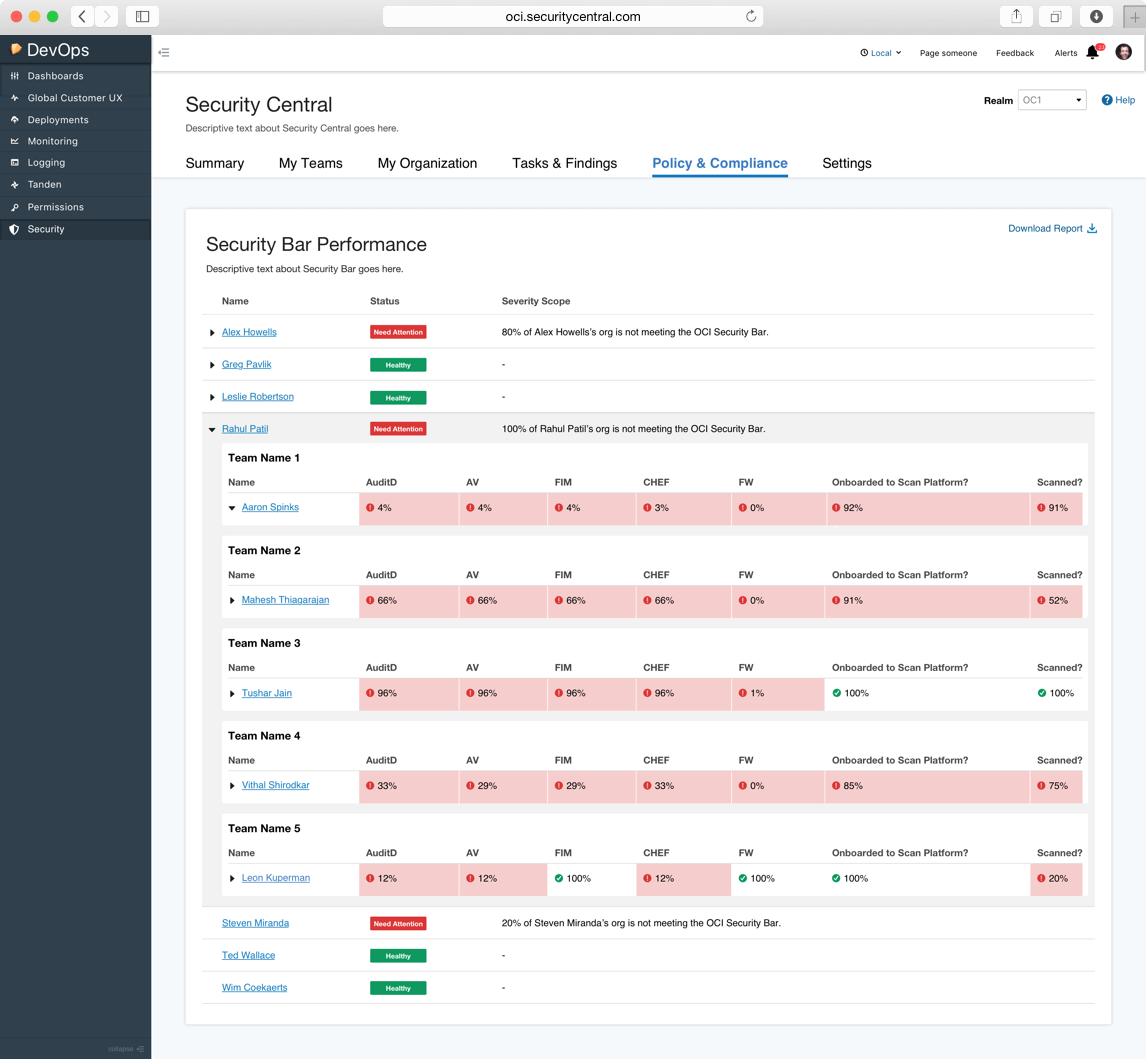 oci.securitycentral.com
DevOps
Dashboards
Global Customer UX
Deployments
Monitoring
Logging
Tanden
Permissions
Security
collapse
Local
Page someone
Feedback
Alerts
Security Central
Descriptive text about Security Central goes here.
Realm OC1 Help
Summary My Teams My Organization Tasks & Findings Policy & Compliance Settings
Download Report
Security Bar Performance
Descriptive text about Security Bar goes here.
Name Status Severity Scope
Alex Howells Need Attention 80% of Alex Howells's org is not meeting the OCI Security Bar.
Greg Pavlik Healthy -
Leslie Robertson Healthy -
Rahul Patil Need Attention 100% of Rahul Patil's org is not meeting the OCI Security Bar.
Team Name 1
Name AuditD AV FIM CHEF FW Onboarded to Scan Platform? Scanned?
Aaron Spinks 4% 4% 4% 3% 0% 92% 91%
Team Name 2
Name AuditD AV FIM CHEF FW Onboarded to Scan Platform? Scanned?
Mahesh Thiagarajan 66% 66% 66% 66% 0% 91% 52%
Team Name 3
Name AuditD AV FIM CHEF FW Onboarded to Scan Platform? Scanned?
Tushar Jain 96% 96% 96% 96% 1% 100% 100%
Team Name 4
Name AuditD AV FIM CHEF FW Onboarded to Scan Platform? Scanned?
Vithal Shirodkar 33% 29% 29% 33% 0% 85% 75%
Team Name 5
Name AuditD AV FIM CHEF FW Onboarded to Scan Platform? Scanned?
Leon Kuperman 12% 12% 100% 12% 100% 100% 20%
Steven Miranda Need Attention 20% of Steven Miranda's org is not meeting the OCI Security Bar.
Ted Wallace Healthy -
Wim Coekaerts Healthy -